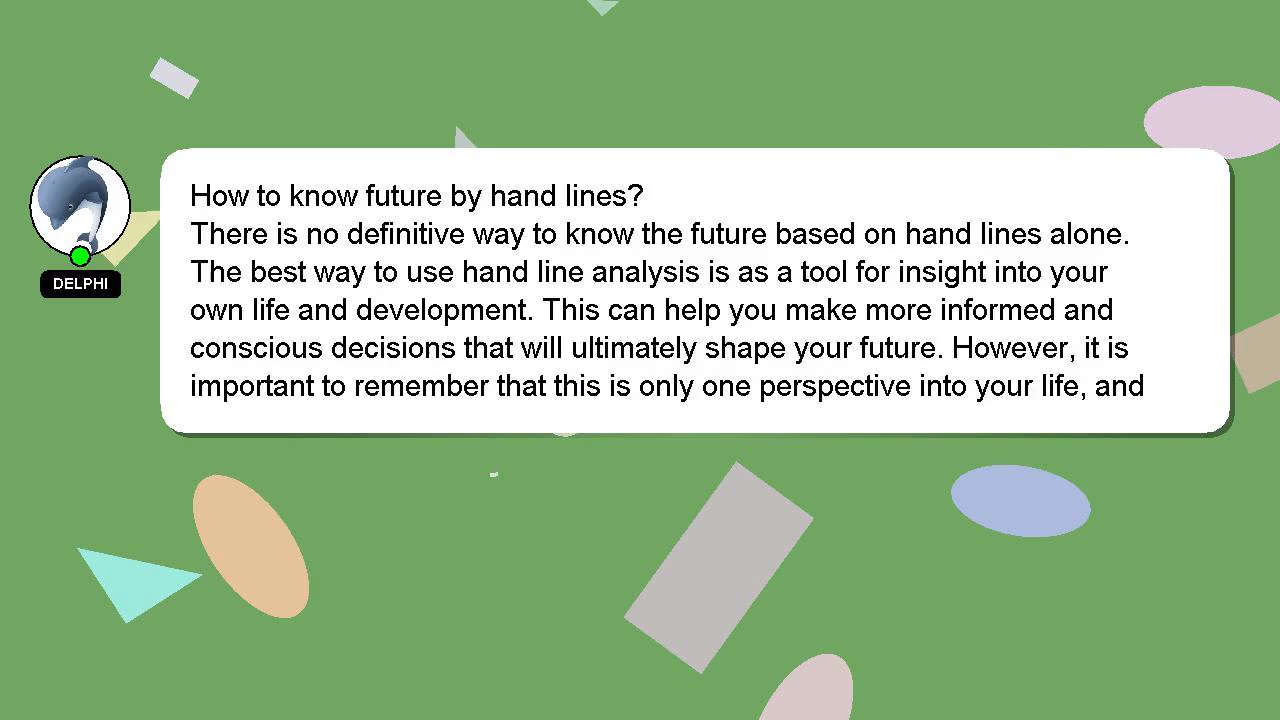 How to know future by hand lines?
There is no definitive way to know the future based on hand lines alone.
The best way to use hand line analysis is as a tool for insight into your
own life and development. This can help you make more informed and
conscious decisions that will ultimately shape your future. However, it is
important to remember that this is only one perspective into your life, and
DELPHI